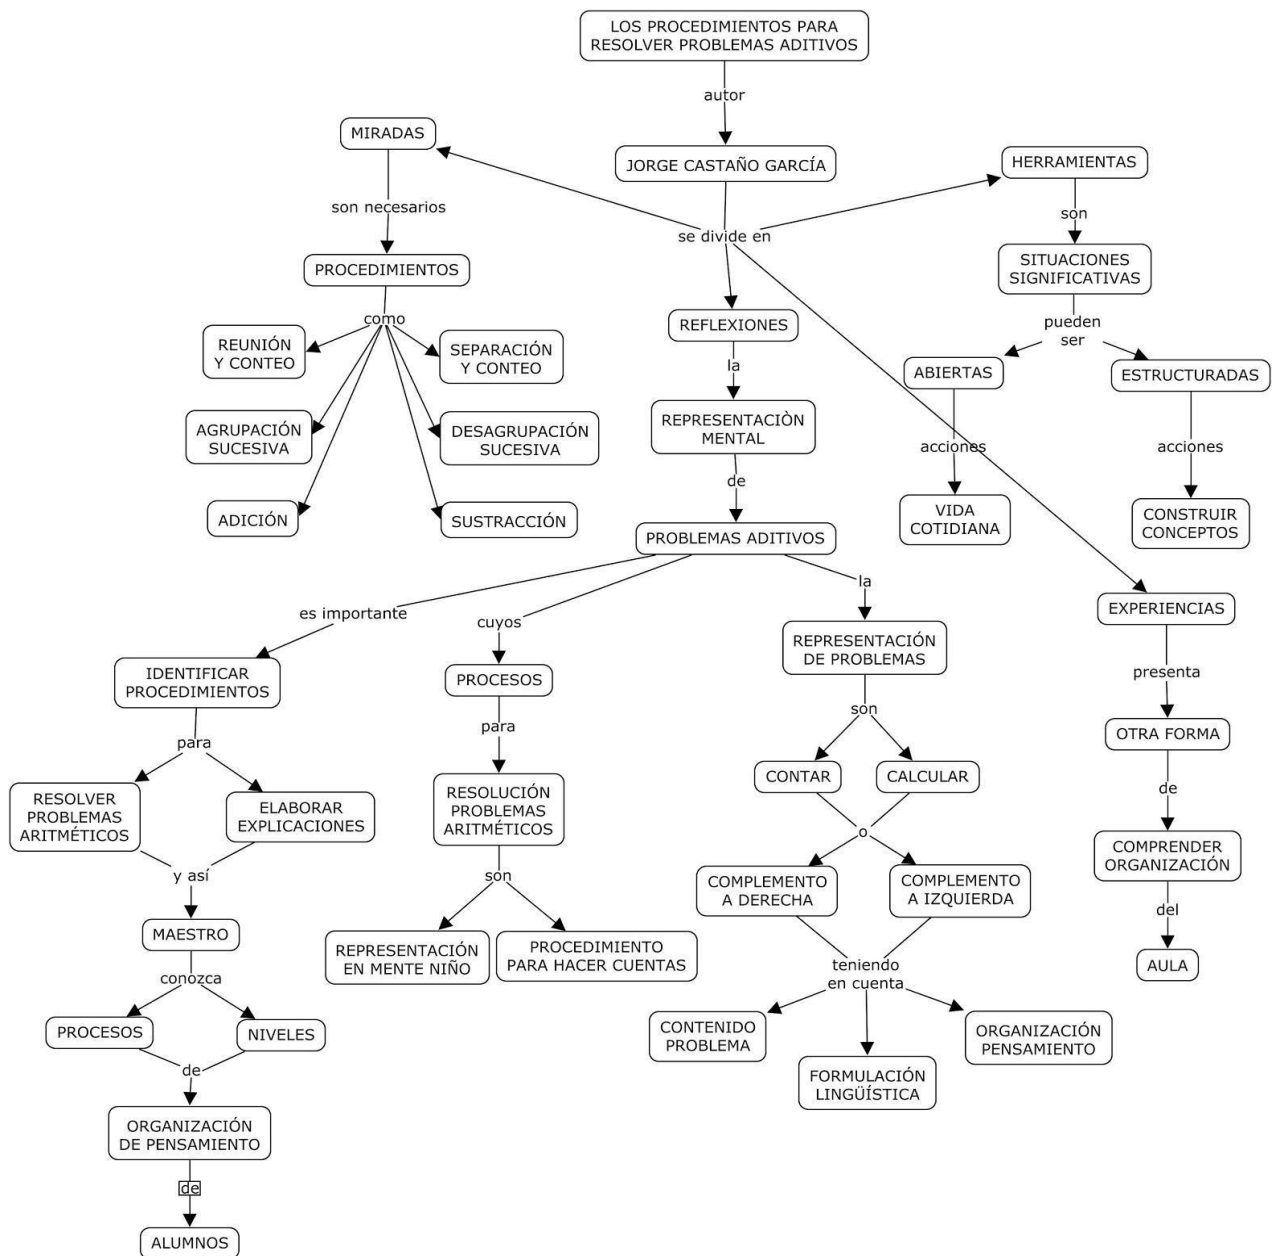 LOS PROCEDIMIENTOS PARA
RESOLVER PROBLEMAS ADITIVOS
autor
JORGE CASTAÑO GARCÍA
se divide en
MIRADAS
son necesarios
PROCEDIMIENTOS
como
REUNIÓN
Y CONTEO
SEPARACIÓN
Y CONTEO
AGRUPACIÓN
SUCESIVA
DESAGRUPACIÓN
SUCESIVA
ADICIÓN
SUSTRACCIÓN
HERRAMIENTAS
son
SITUACIONES
SIGNIFICATIVAS
pueden
ser
ABIERTAS
ESTRUCTURADAS
acciones
acciones
VIDA
COTIDIANA
CONSTRUIR
CONCEPTOS
REFLEXIONES
la
REPRESENTACIÒN
MENTAL
de
PROBLEMAS ADITIVOS
es importante
IDENTIFICAR
PROCEDIMIENTOS
para
RESOLVER
PROBLEMAS
ARITMÉTICOS
ELABORAR
EXPLICACIONES
y así
MAESTRO
conozca
PROCESOS
NIVELES
de
ORGANIZACIÓN
DE PENSAMIENTO
de
ALUMNOS
cuyos
PROCESOS
para
RESOLUCIÓN
PROBLEMAS
ARITMÉTICOS
son
REPRESENTACIÓN
EN MENTE NIÑO
PROCEDIMIENTO
PARA HACER CUENTAS
la
REPRESENTACIÓN
DE PROBLEMAS
son
CONTAR
CALCULAR
o
COMPLEMENTO
A DERECHA
COMPLEMENTO
A IZQUIERDA
teniendo
en cuenta
CONTENIDO
PROBLEMA
FORMULACIÓN
LINGÜÍSTICA
ORGANIZACIÓN
PENSAMIENTO
EXPERIENCIAS
presenta
OTRA FORMA
de
COMPRENDER
ORGANIZACIÓN
del
AULA